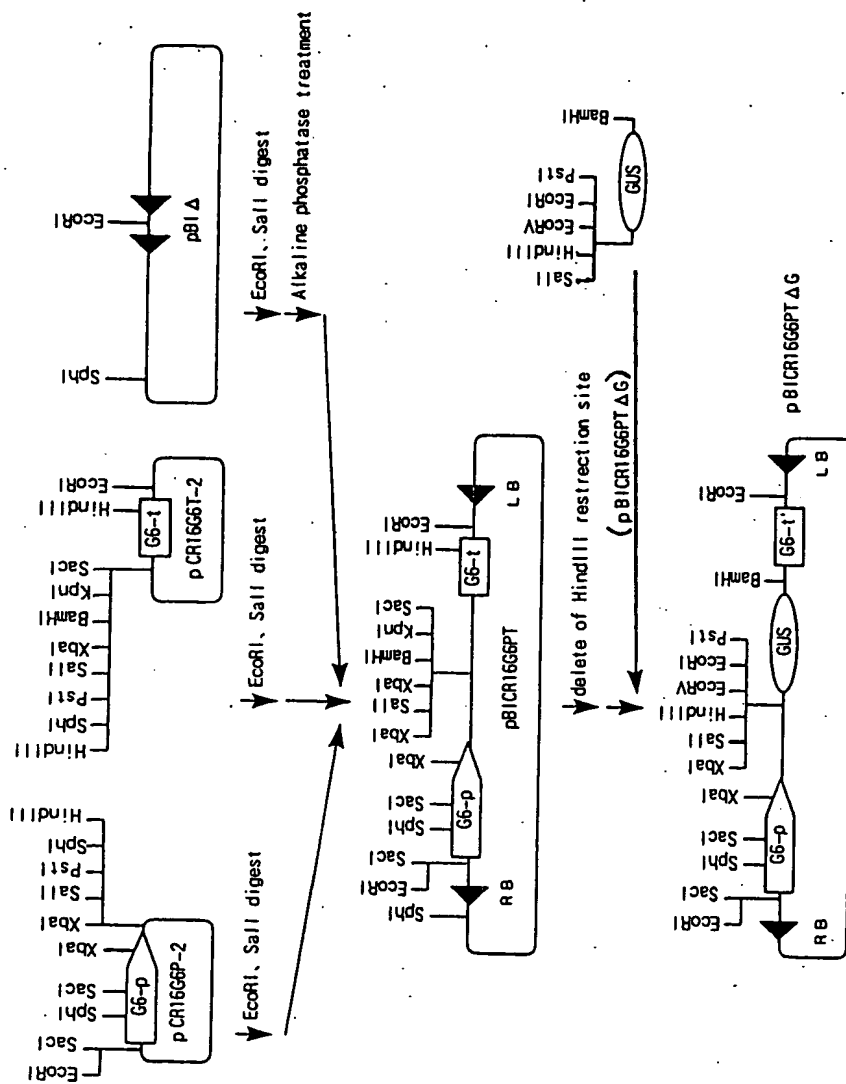 EcoRI
SacI
SphI
SacI
XbaI
XbaI
SalI
PstI
SphI
HindIII
G6-p
pCR16G6P-2
HindIII
SphI
PstI
SalI
XbaI
BamHI
KpnI
SacI
HindIII
EcoRI
G6-t
pCR16G6T-2
SphI
EcoRI
pBIΔ
EcoRI、SalI digest
EcoRI、SalI digest
EcoRI、SalI digest
Alkaline phosphatase treatment
SphI
EcoRI
SacI
SphI
SacI
XbaI
XbaI
SalI
XbaI
BamHI
KpnI
SacI
HindIII
EcoRI
G6-p
G6-t
RB
pBICR16G6PT
LB
SalI
HindIII
EcoRV
EcoRI
PstI
BamHI
GUS
delete of HindIII restrection site
(pBICR16G6PTΔG)
EcoRI
SacI
SphI
SacI
XbaI
XbaI
SalI
HindIII
EcoRV
EcoRI
PstI
BamHI
EcoRI
G6-p
GUS
G6-t'
RB
LB
pBICR16G6PTΔG